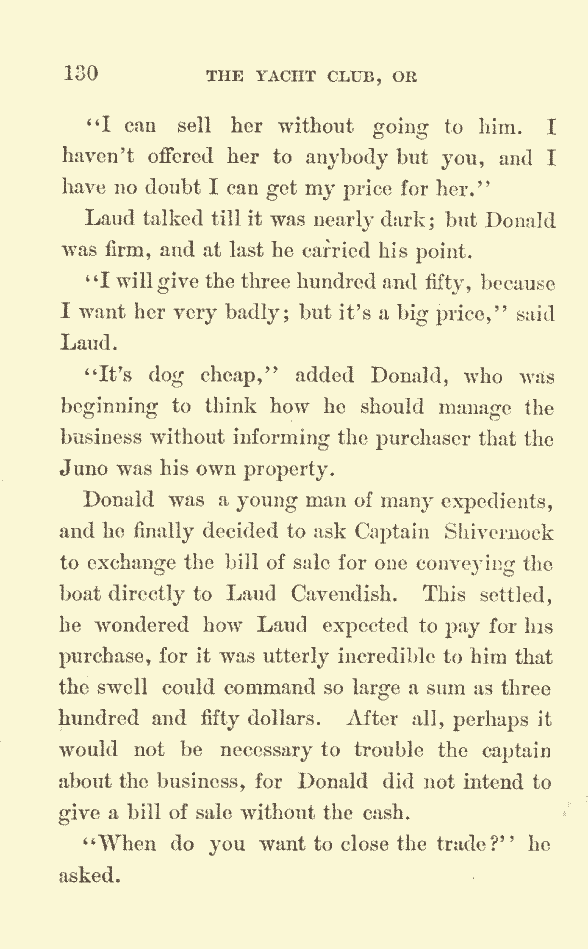 130 THE YACHT CLUB, OR
"I can sell her without going to him. I
haven't offered her to anybody but you, and I
have no doubt I can get my price for her."
Laud talked till it was nearly dark; but Donald
was firm, and at last he carried his point.
"I will give the three hundred and fifty, because
I want her very badly; but it's a big price," said
Laud.
"It's dog cheap," added Donald, who was
beginning to think how he should manage the
business without informing the purchaser that the
Juno was his own property.
Donald was a young man of many expedients,
and he finally decided to ask Captain Shivernock
to exchange the bill of sale for one conveying the
boat directly to Laud Cavendish. This settled,
he wondered how Laud expected to pay for his
purchase, for it was utterly incredible to him that
the swell could command so large a sum as three
hundred and fifty dollars. After all, perhaps it
would not be necessary to trouble the captain
about the business, for Donald did not intend to
give a bill of sale without the cash.
"When do you want to close the trade?" he
asked.